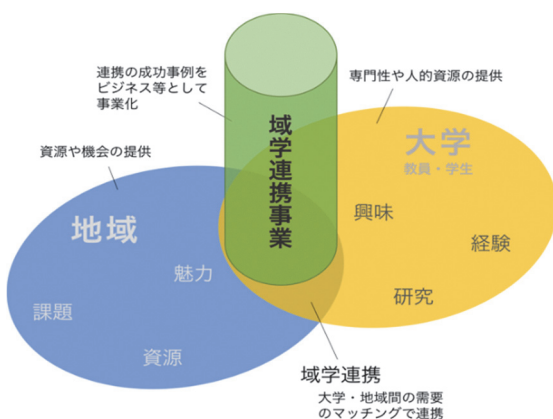 連携の成功事例を
ビジネス等として
事業化
専門性や人的資源の提供
域学連携事業
大学
教員・学生
資源や機会の提供
地域
興味
経験
魅力
研究
課題
資源
域学連携
大学・地域間の需要
のマッチングで連携